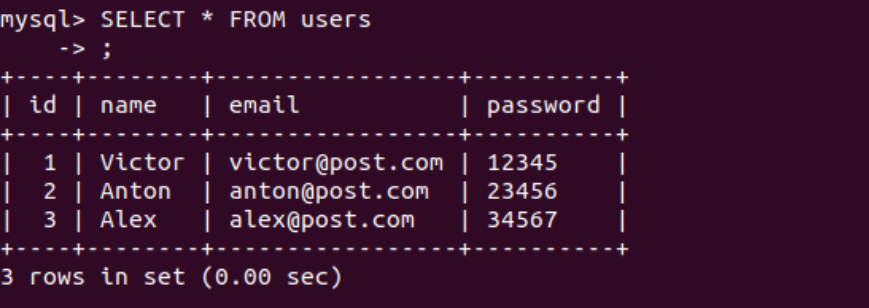 mysql> SELECT * FROM users
    -> ;
+----+--------+-----------------+----------+
| id | name   | email           | password |
+----+--------+-----------------+----------+
|  1 | Victor | victor@post.com | 12345    |
|  2 | Anton  | anton@post.com  | 23456    |
|  3 | Alex   | alex@post.com   | 34567    |
+----+--------+-----------------+----------+
3 rows in set (0.00 sec)